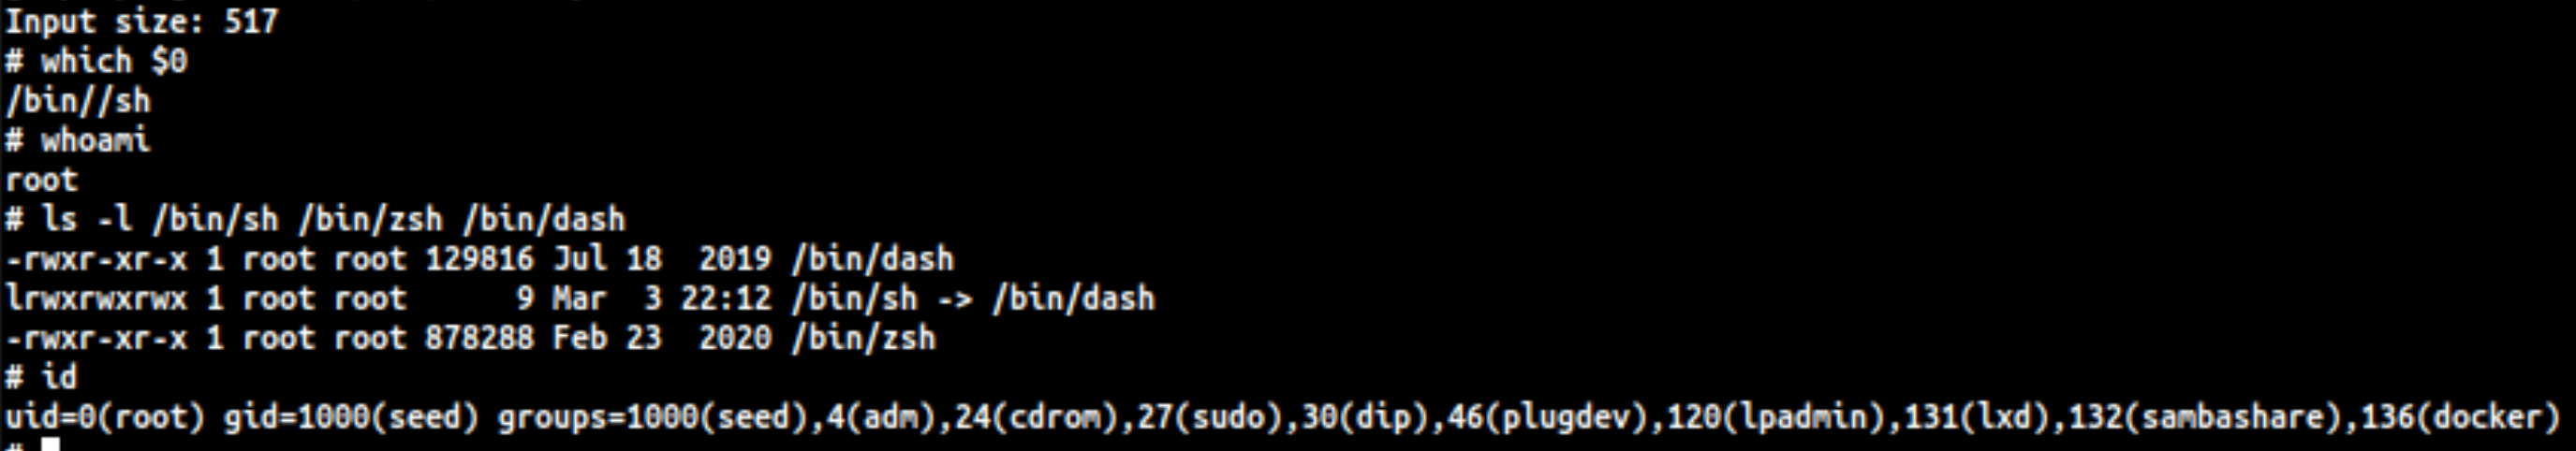 Input size: 517
# which $0
/bin//sh
# whoami
root
# ls -l /bin/sh /bin/zsh /bin/dash
-rwxr-xr-x 1 root root 129816 Jul 18  2019 /bin/dash
lrwxrwxrwx 1 root root      9 Mar  3 22:12 /bin/sh -> /bin/dash
-rwxr-xr-x 1 root root 878288 Feb 23  2020 /bin/zsh
# id
uid=0(root) gid=1000(seed) groups=1000(seed),4(adm),24(cdrom),27(sudo),30(dip),46(plugdev),120(lpadmin),131(lxd),132(sambashare),136(docker)
#